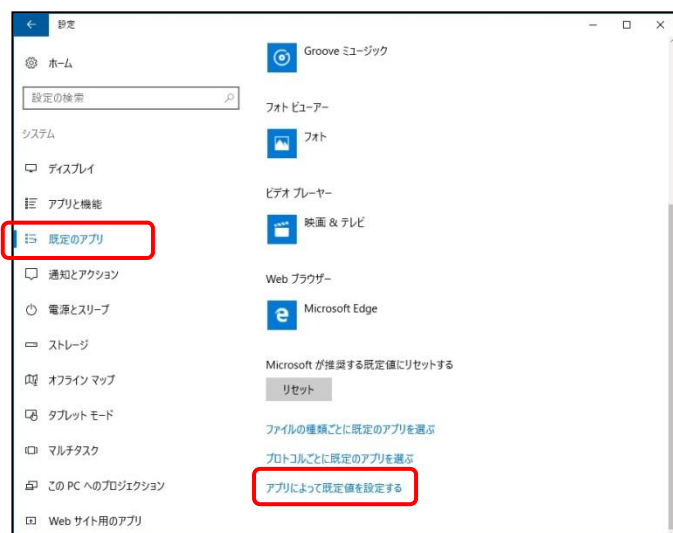 設定
ホーム
設定の検索
システム
ディスプレイ
アプリと機能
既定のアプリ
通知とアクション
電源とスリープ
ストレージ
オフライン マップ
タブレット モード
マルチタスク
この PC へのプロジェクション
Web サイト用のアプリ
Groove ミュージック
フォト ビューアー
フォト
ビデオ プレーヤー
映画 & テレビ
Web ブラウザー
Microsoft Edge
Microsoft が推奨する既定値にリセットする
リセット
ファイルの種類ごとに既定のアプリを選ぶ
プロトコルごとに既定のアプリを選ぶ
アプリによって既定値を設定する